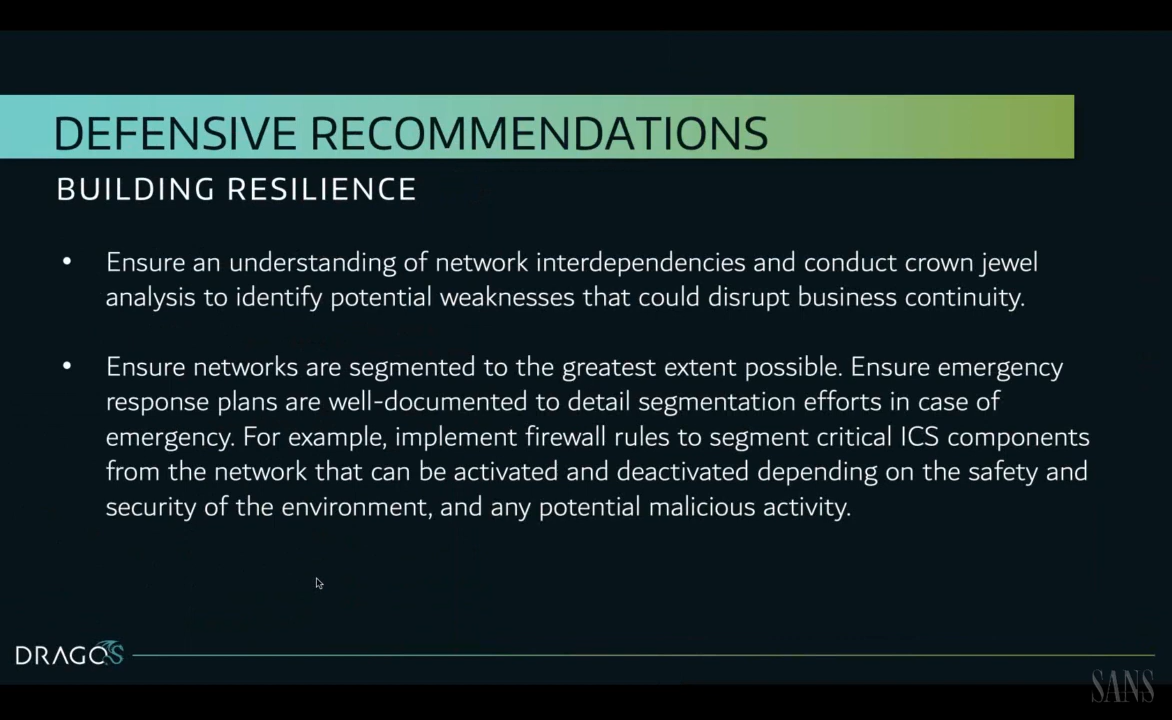 DEFENSIVE RECOMMENDATIONS
BUILDING RESILIENCE
• Ensure an understanding of network interdependencies and conduct crown jewel
analysis to identify potential weaknesses that could disrupt business continuity.
• Ensure networks are segmented to the greatest extent possible. Ensure emergency
response plans are well-documented to detail segmentation efforts in case of
emergency. For example, implement firewall rules to segment critical ICS components
from the network that can be activated and deactivated depending on the safety and
security of the environment, and any potential malicious activity.
DRAGOS
SANS